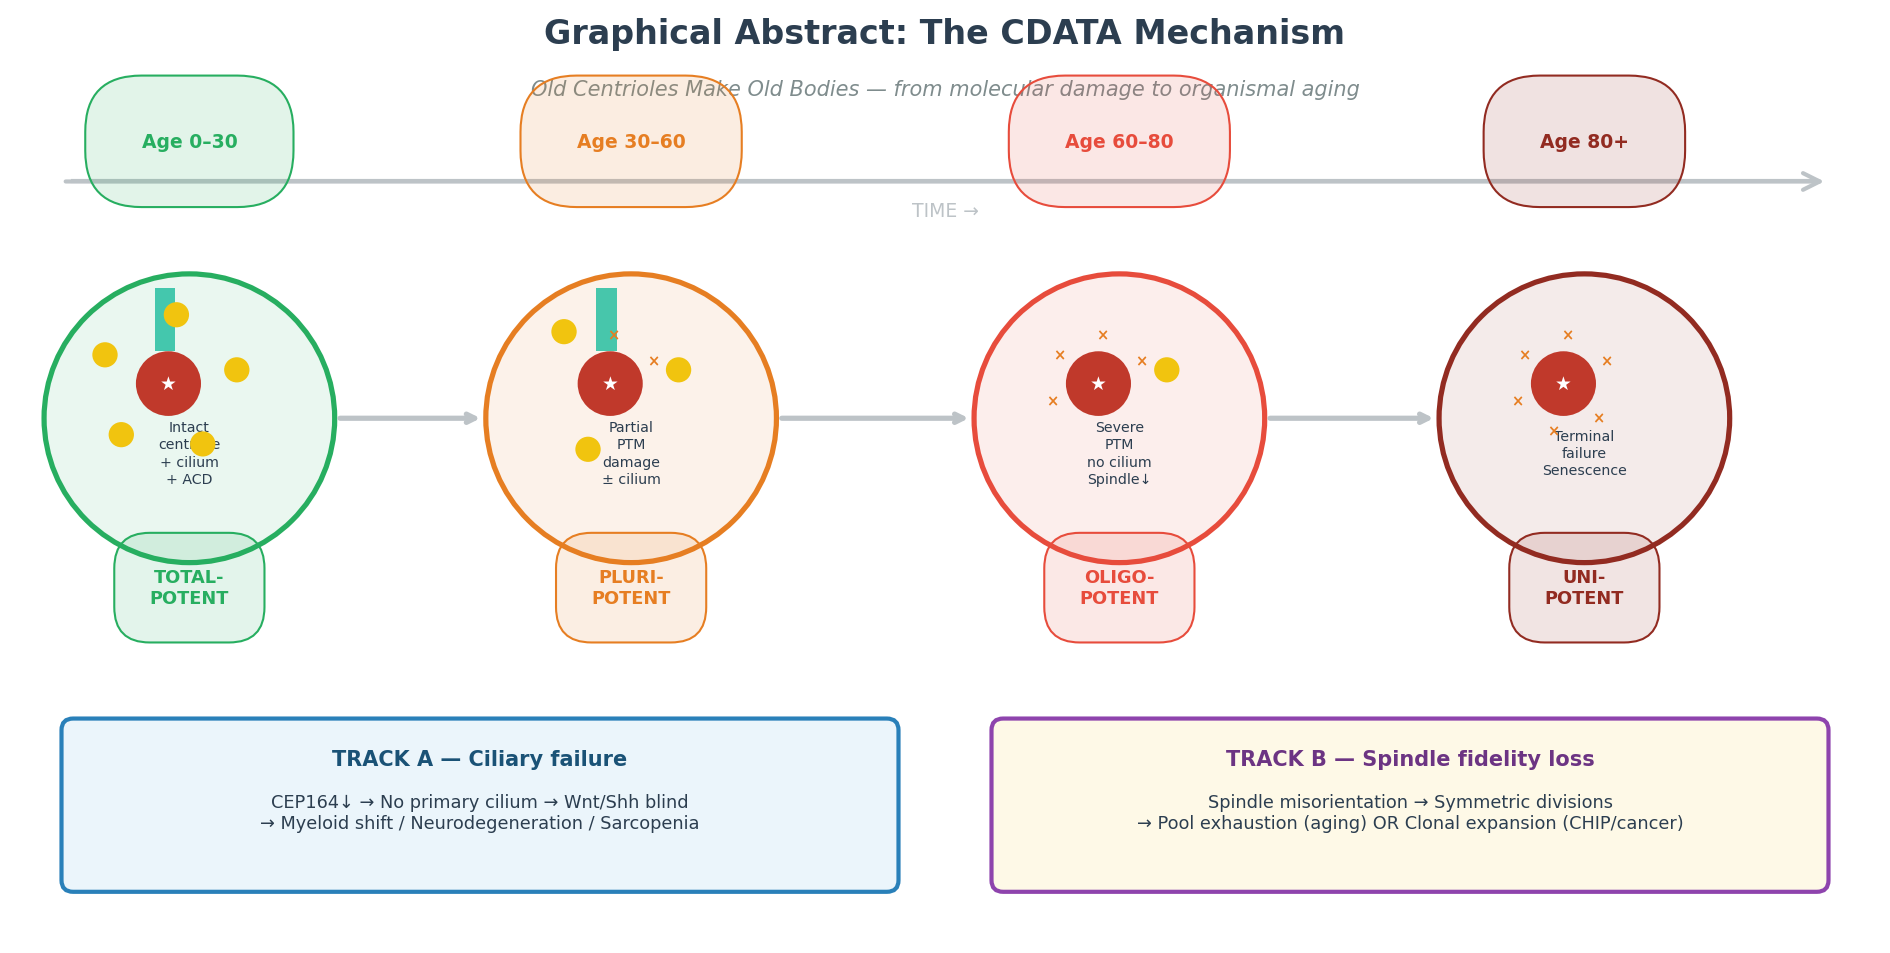 Graphical Abstract: The CDATA Mechanism
Old Centrioles Make Old Bodies — from molecular damage to organismal aging
Age 0–30
Age 30–60
Age 60–80
Age 80+
TIME →
Intact
+ cilium
+ ACD
Partial
PTM
damage
± cilium
Severe
PTM
no cilium
Spindle↓
Terminal
failure
Senescence
TOTAL-
POTENT
PLURI-
POTENT
OLIGO-
POTENT
UNI-
POTENT
TRACK A — Ciliary failure
CEP164↓ → No primary cilium → Wnt/Shh blind
→ Myeloid shift / Neurodegeneration / Sarcopenia
TRACK B — Spindle fidelity loss
Spindle misorientation → Symmetric divisions
→ Pool exhaustion (aging) OR Clonal expansion (CHIP/cancer)